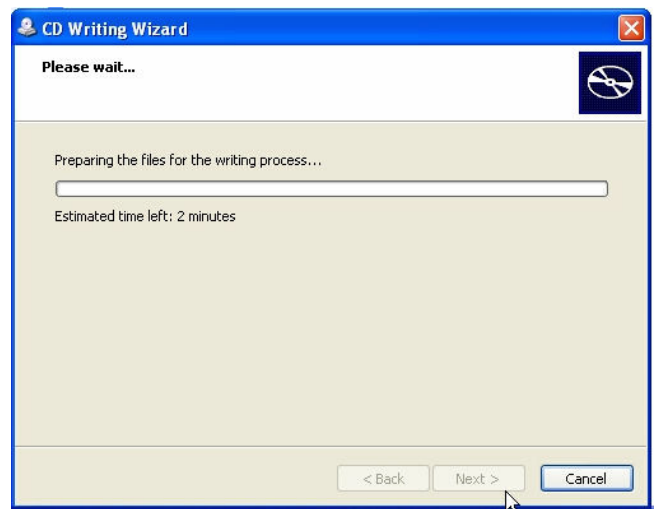 CD Writing Wizard
Please wait...
Preparing the files for the writing process...
Estimated time left: 2 minutes
< Back Next > Cancel